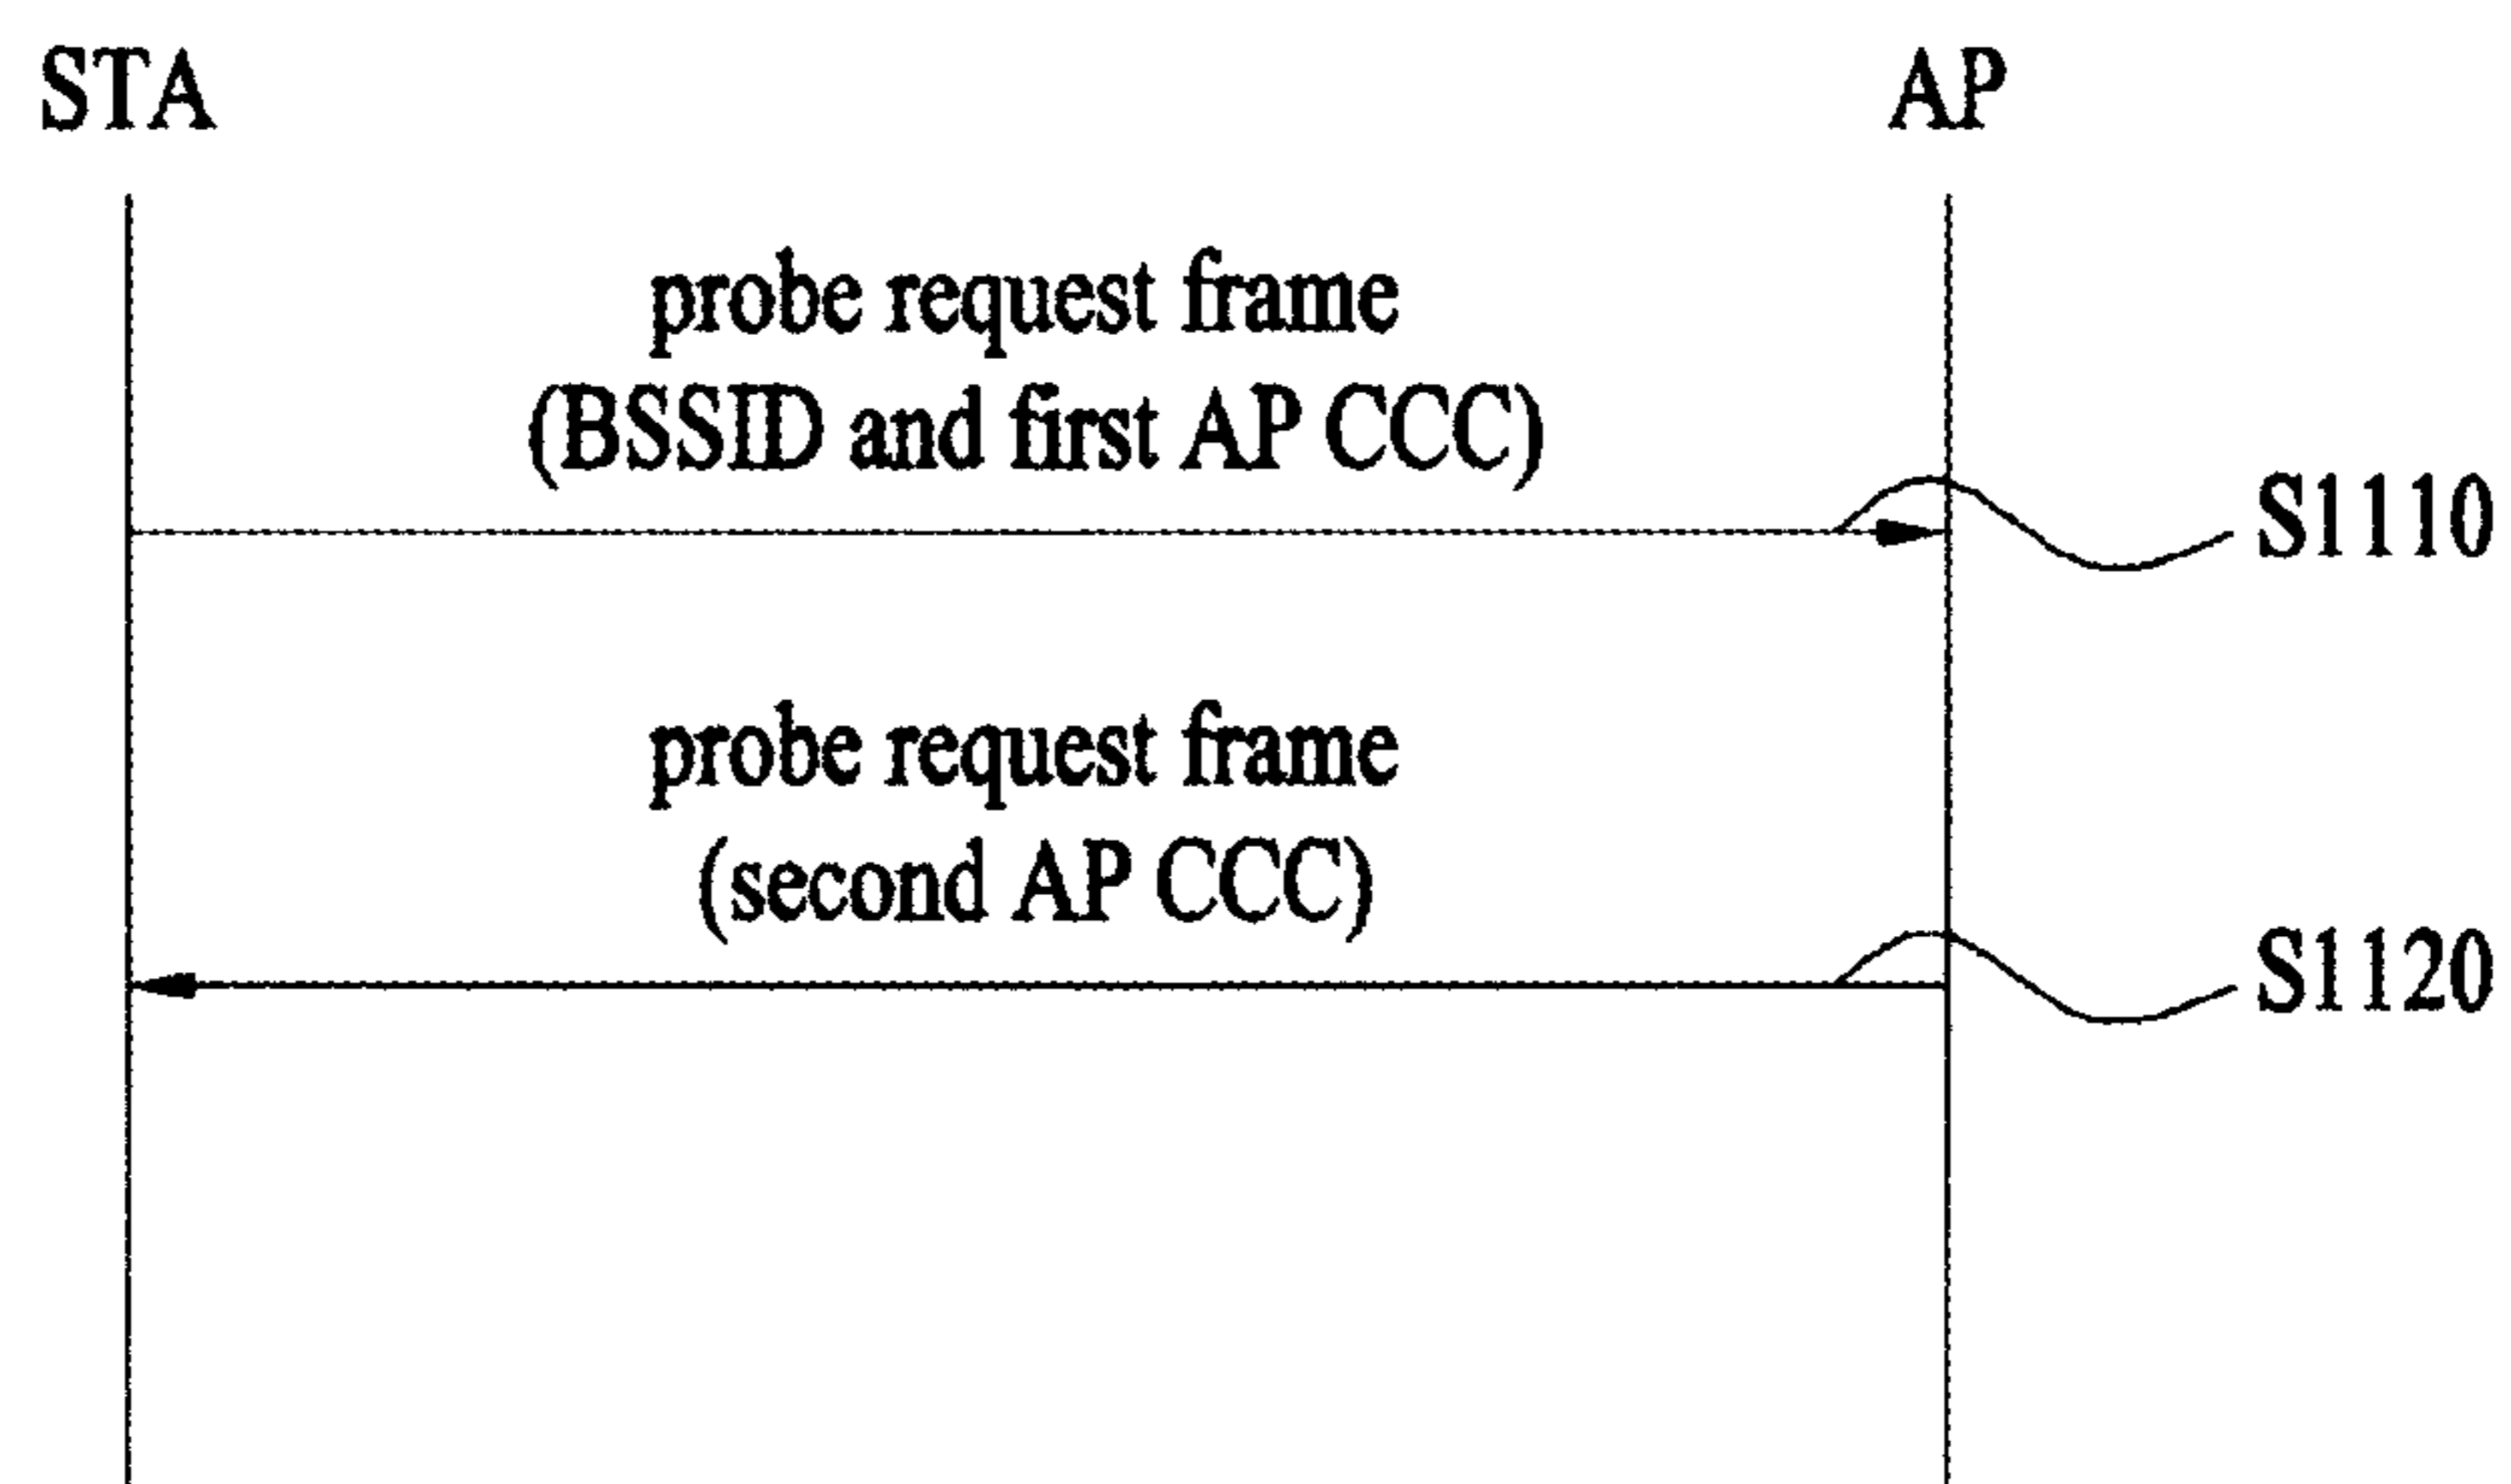 STA
AP
probe request frame
(BSSID and first AP CCC)
S1110
probe request frame
(second AP CCC)
S1120